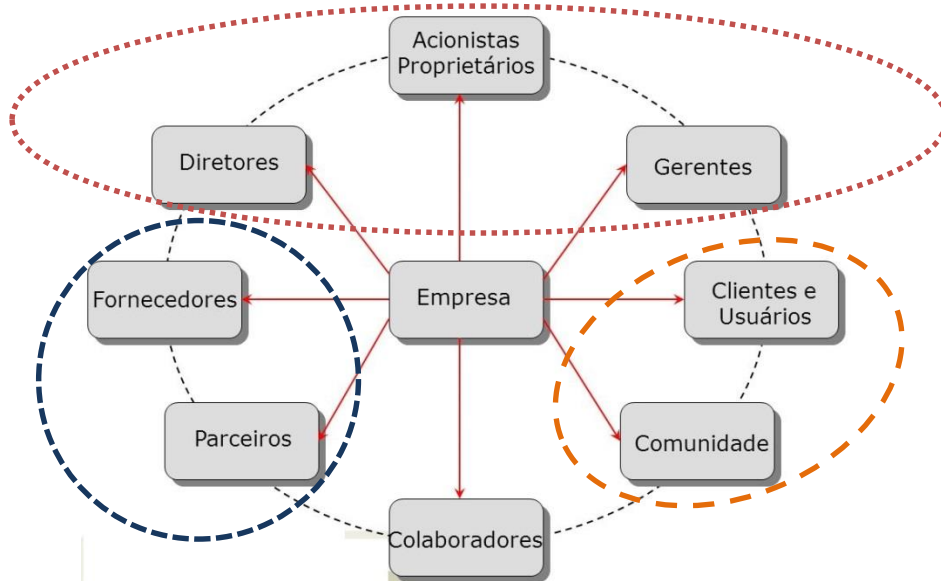 Acionistas
Proprietários
Diretores
Gerentes
Fornecedores
Empresa
Clientes e
Usuários
Parceiros
Comunidade
Colaboradores